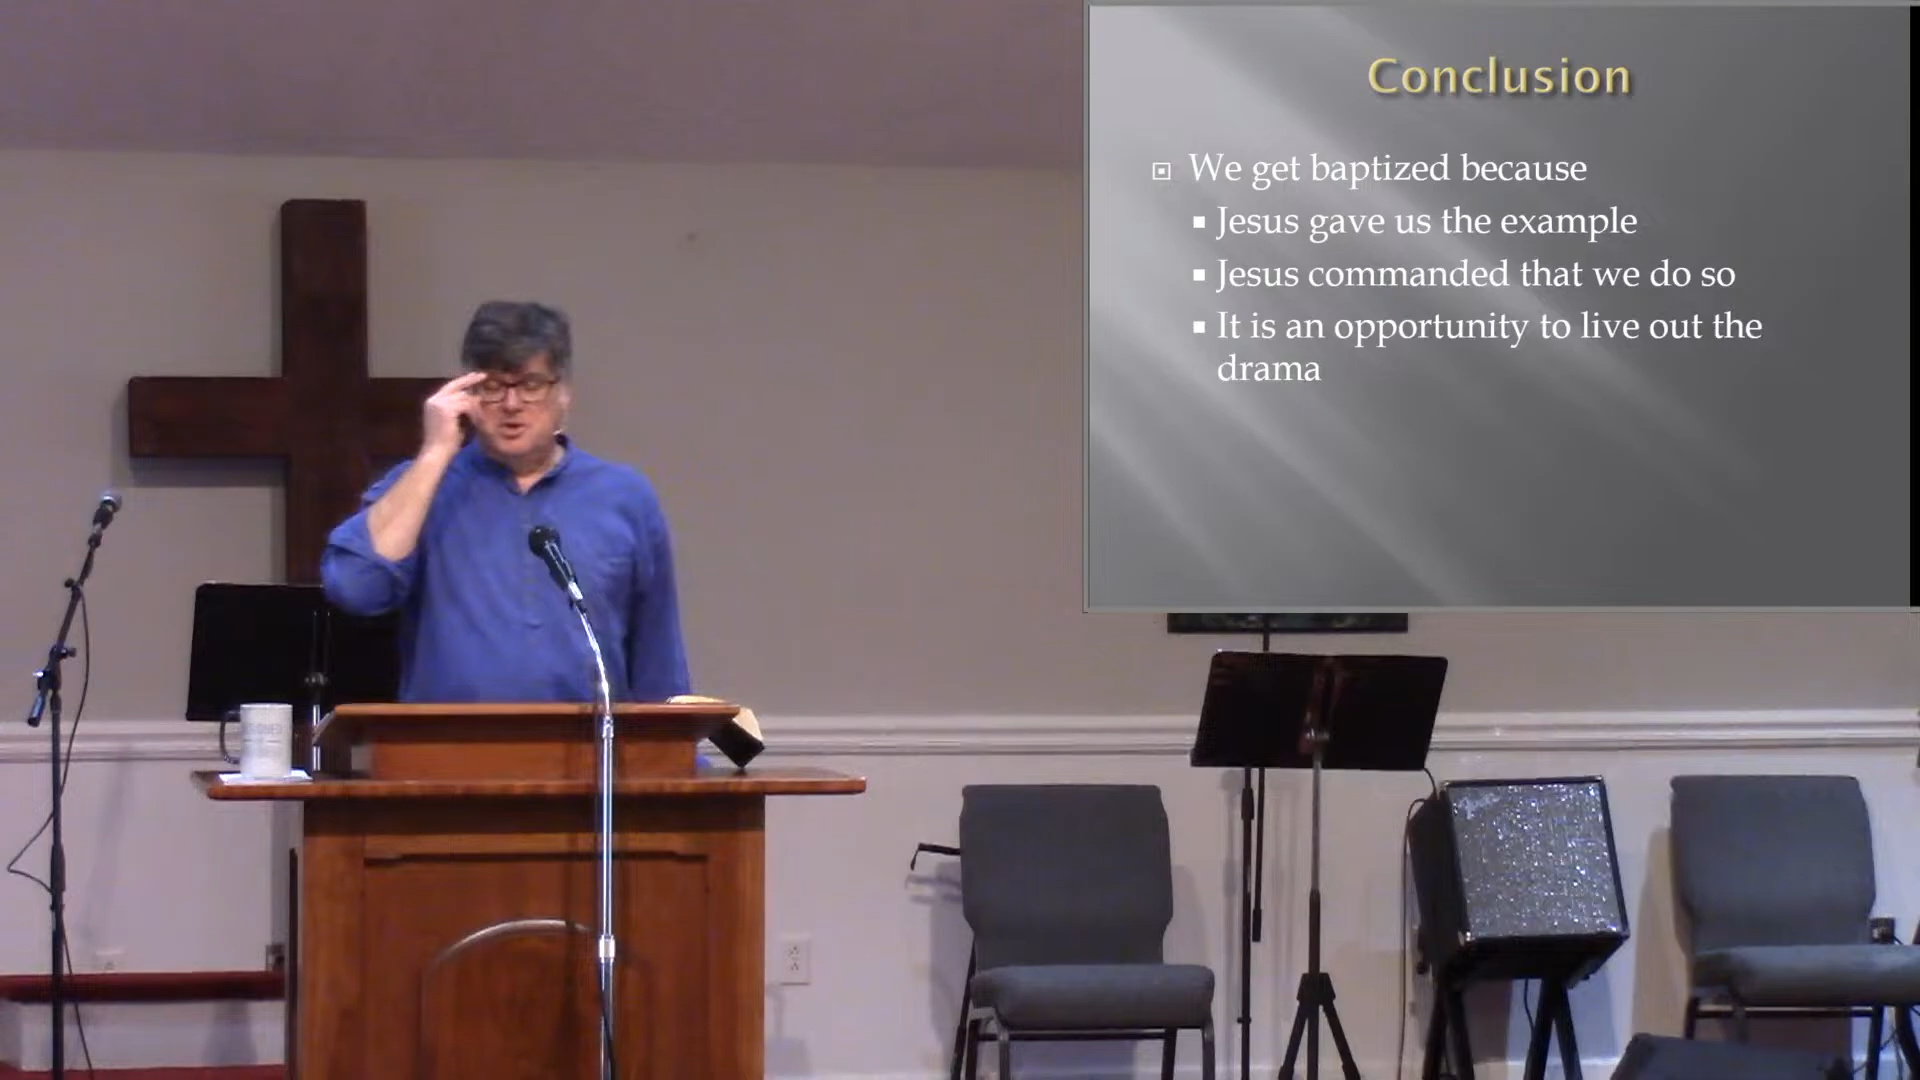 Conclusion
We get baptized because
Jesus gave us the example
Jesus commanded that we do so
It is an opportunity to live out the
drama